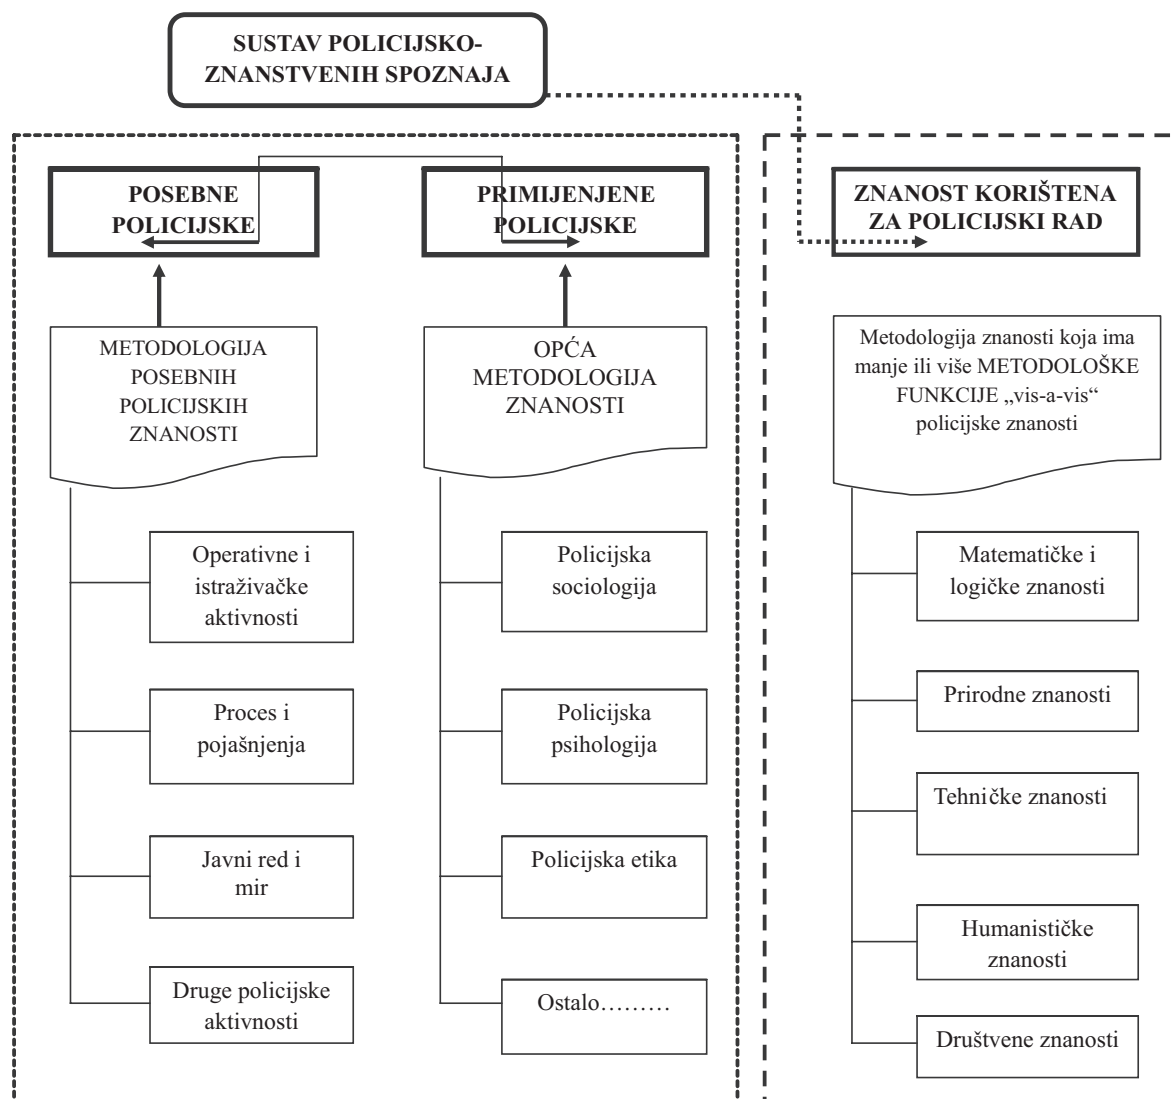 SUSTAV POLICIJSKO-
ZNANSTVENIH SPOZNAJA
POSEBNE
POLICIJSKE
PRIMIJENJENE
POLICIJSKE
ZNANOST KORIŠTENA
ZA POLICIJSKI RAD
METODOLOGIJA
POSEBNIH
POLICIJSKIH
ZNANOSTI
OPĆA
METODOLOGIJA
ZNANOSTI
Metodologija znanosti koja ima
manje ili više METODOLOŠKE
FUNKCIJE „vis-a-vis“
policijske znanosti
Operativne i
istraživačke
aktivnosti
Proces i
pojašnjenja
Javni red i
mir
Druge policijske
aktivnosti
Policijska
sociologija
Policijska
psihologija
Policijska etika
Ostalo………
Matematičke i
logičke znanosti
Prirodne znanosti
Tehničke znanosti
Humanističke
znanosti
Društvene znanosti